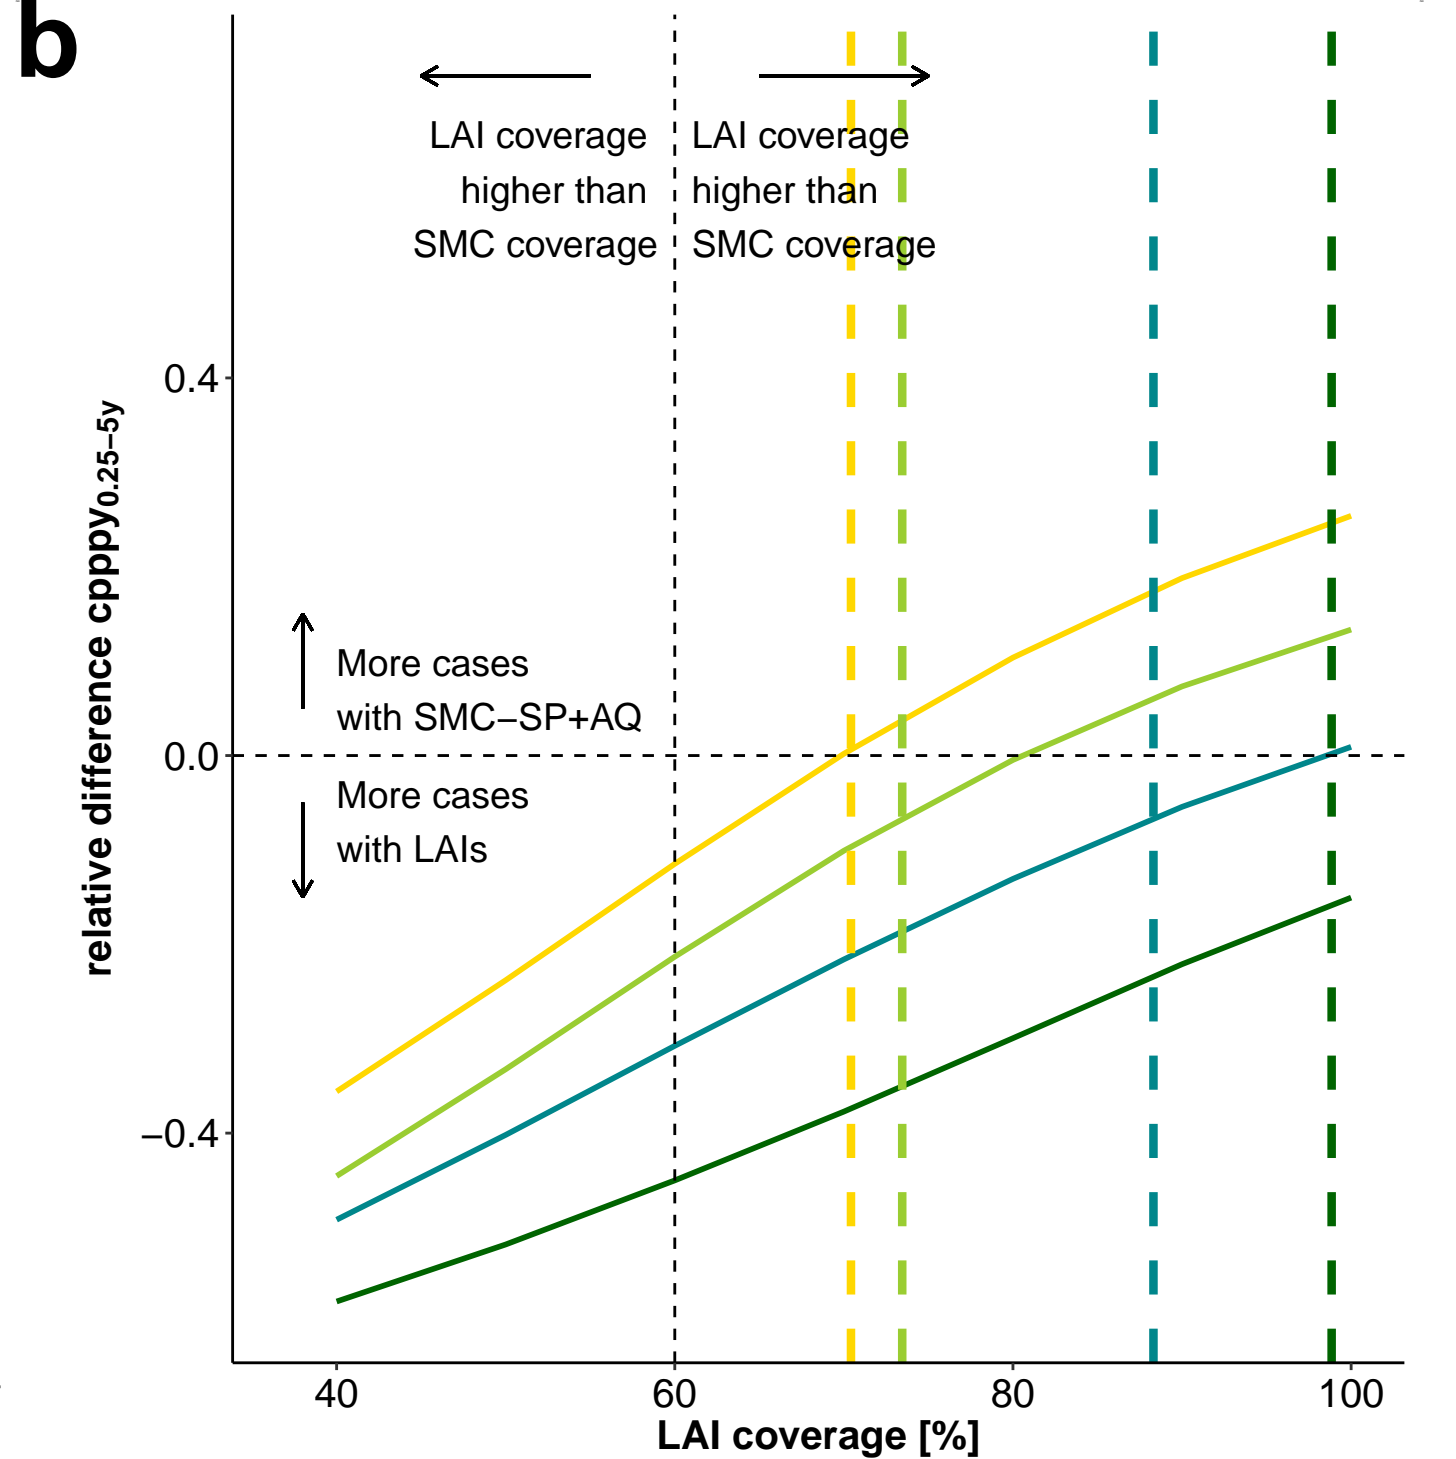 b
LAI coverage
higher than
SMC coverage
LAI coverage
higher than
SMC coverage
0.4
0.0
−0.4
relative difference cpppy0.25−5y
More cases
with SMC−SP+AQ
More cases
with LAIs
40 60 80 100
LAI coverage [%]